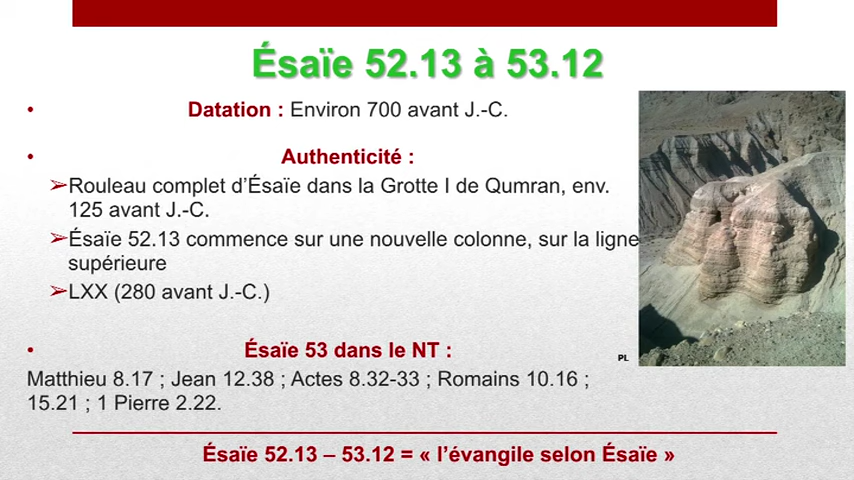 Ésaïe 52.13 à 53.12
• Datation : Environ 700 avant J.-C.
• Authenticité :
➢Rouleau complet d’Ésaïe dans la Grotte I de Qumran, env.
125 avant J.-C.
➢Ésaïe 52.13 commence sur une nouvelle colonne, sur la ligne
supérieure
➢LXX (280 avant J.-C.)
• Ésaïe 53 dans le NT :
PL
Matthieu 8.17 ; Jean 12.38 ; Actes 8.32-33 ; Romains 10.16 ;
15.21 ; 1 Pierre 2.22.
Ésaïe 52.13 – 53.12 = « l’évangile selon Ésaïe »